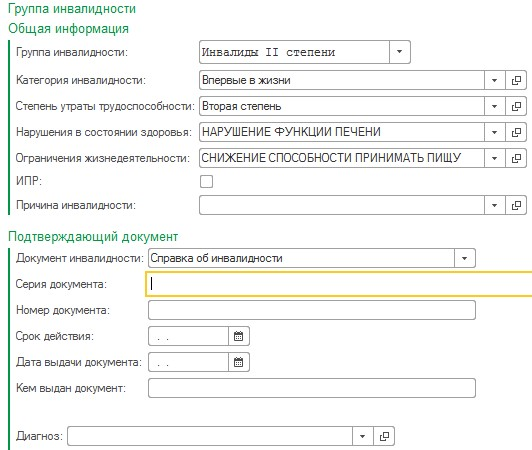 Группа инвалидности
Общая информация
Группа инвалидности: Инвалиды II степени
Категория инвалидности: Впервые в жизни
Степень утраты трудоспособности: Вторая степень
Нарушения в состоянии здоровья: НАРУШЕНИЕ ФУНКЦИИ ПЕЧЕНИ
Ограничения жизнедеятельности: СНИЖЕНИЕ СПОСОБНОСТИ ПРИНИМАТЬ ПИЩУ
ИПР:
Причина инвалидности:
Подтверждающий документ
Документ инвалидности: Справка об инвалидности
Серия документа:
Номер документа:
Срок действия: . .
Дата выдачи документа: . .
Кем выдан документ:
Диагноз: